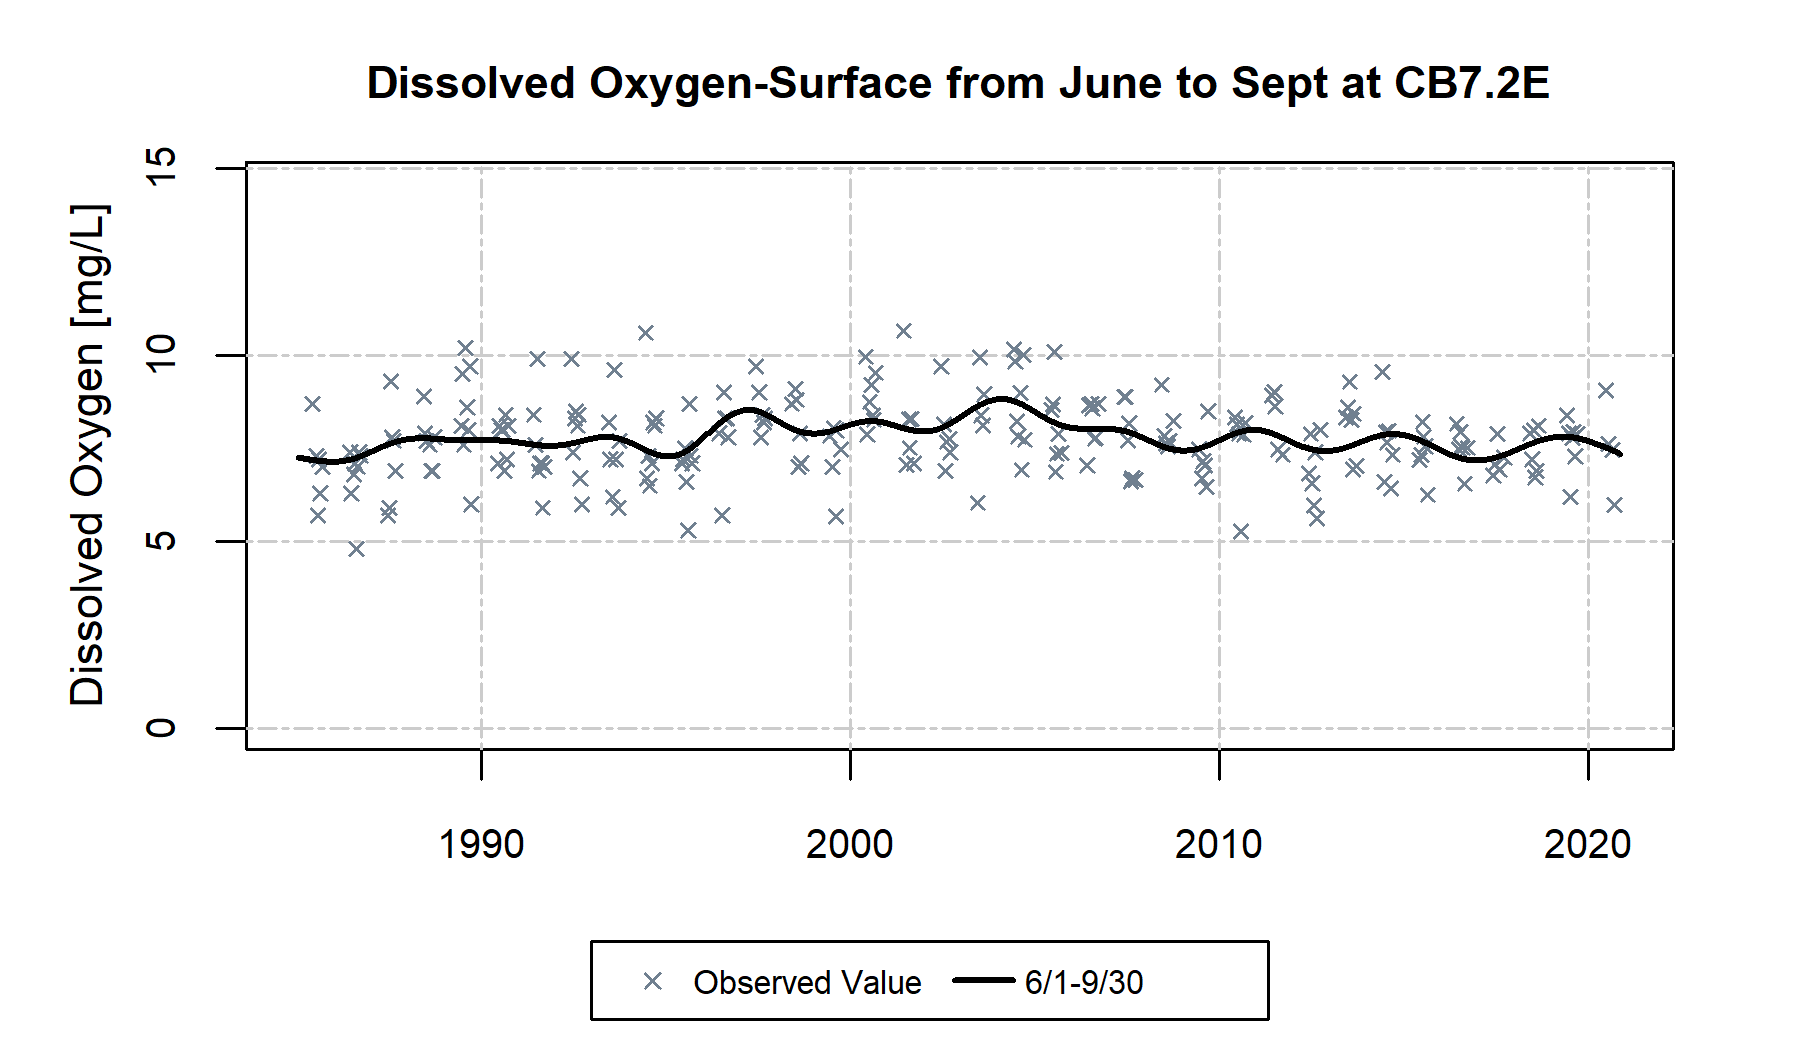 Dissolved Oxygen-Surface from June to Sept at CB7.2E
Dissolved Oxygen [mg/L]
15
10
5
0
1990 2000 2010 2020
Observed Value 6/1-9/30